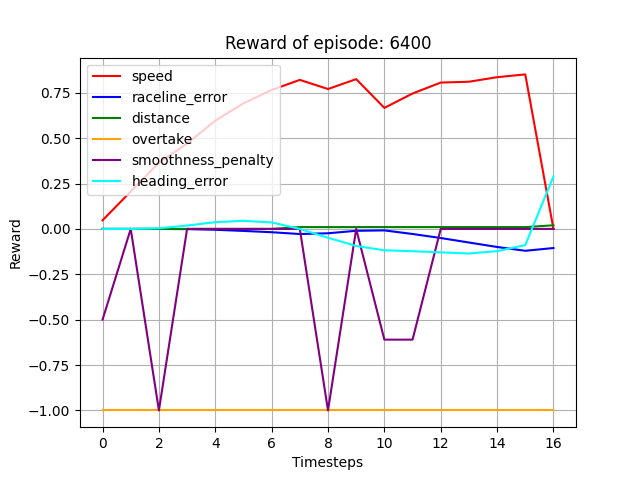 Reward of episode: 6400
speed
raceline_error
distance
overtake
smoothness_penalty
heading_error
0.75
0.50
0.25
0.00
−0.25
−0.50
−0.75
−1.00
Reward
0 2 4 6 8 10 12 14 16
Timesteps